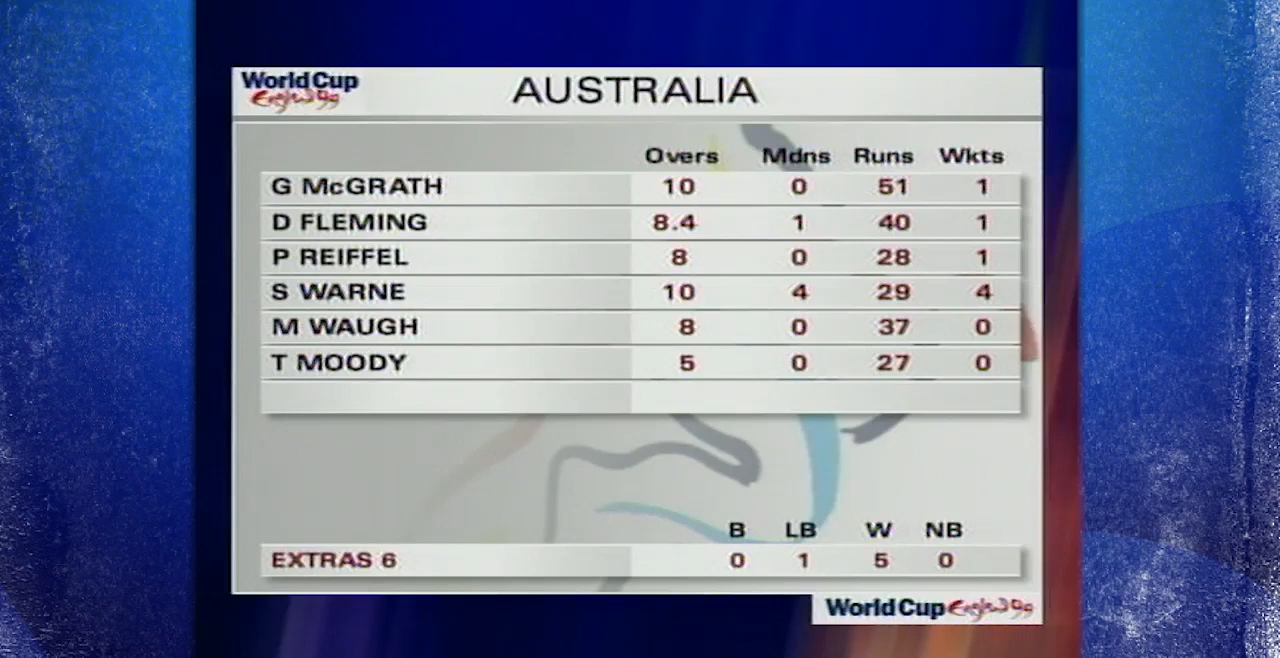 World Cup
England 99
AUSTRALIA
Overs Mdns Runs Wkts
G McGRATH 10 0 51 1
D FLEMING 8.4 1 40 1
P REIFFEL 8 0 28 1
S WARNE 10 4 29 4
M WAUGH 8 0 37 0
T MOODY 5 0 27 0
B LB W NB
EXTRAS 6 0 1 5 0
World Cup England 99